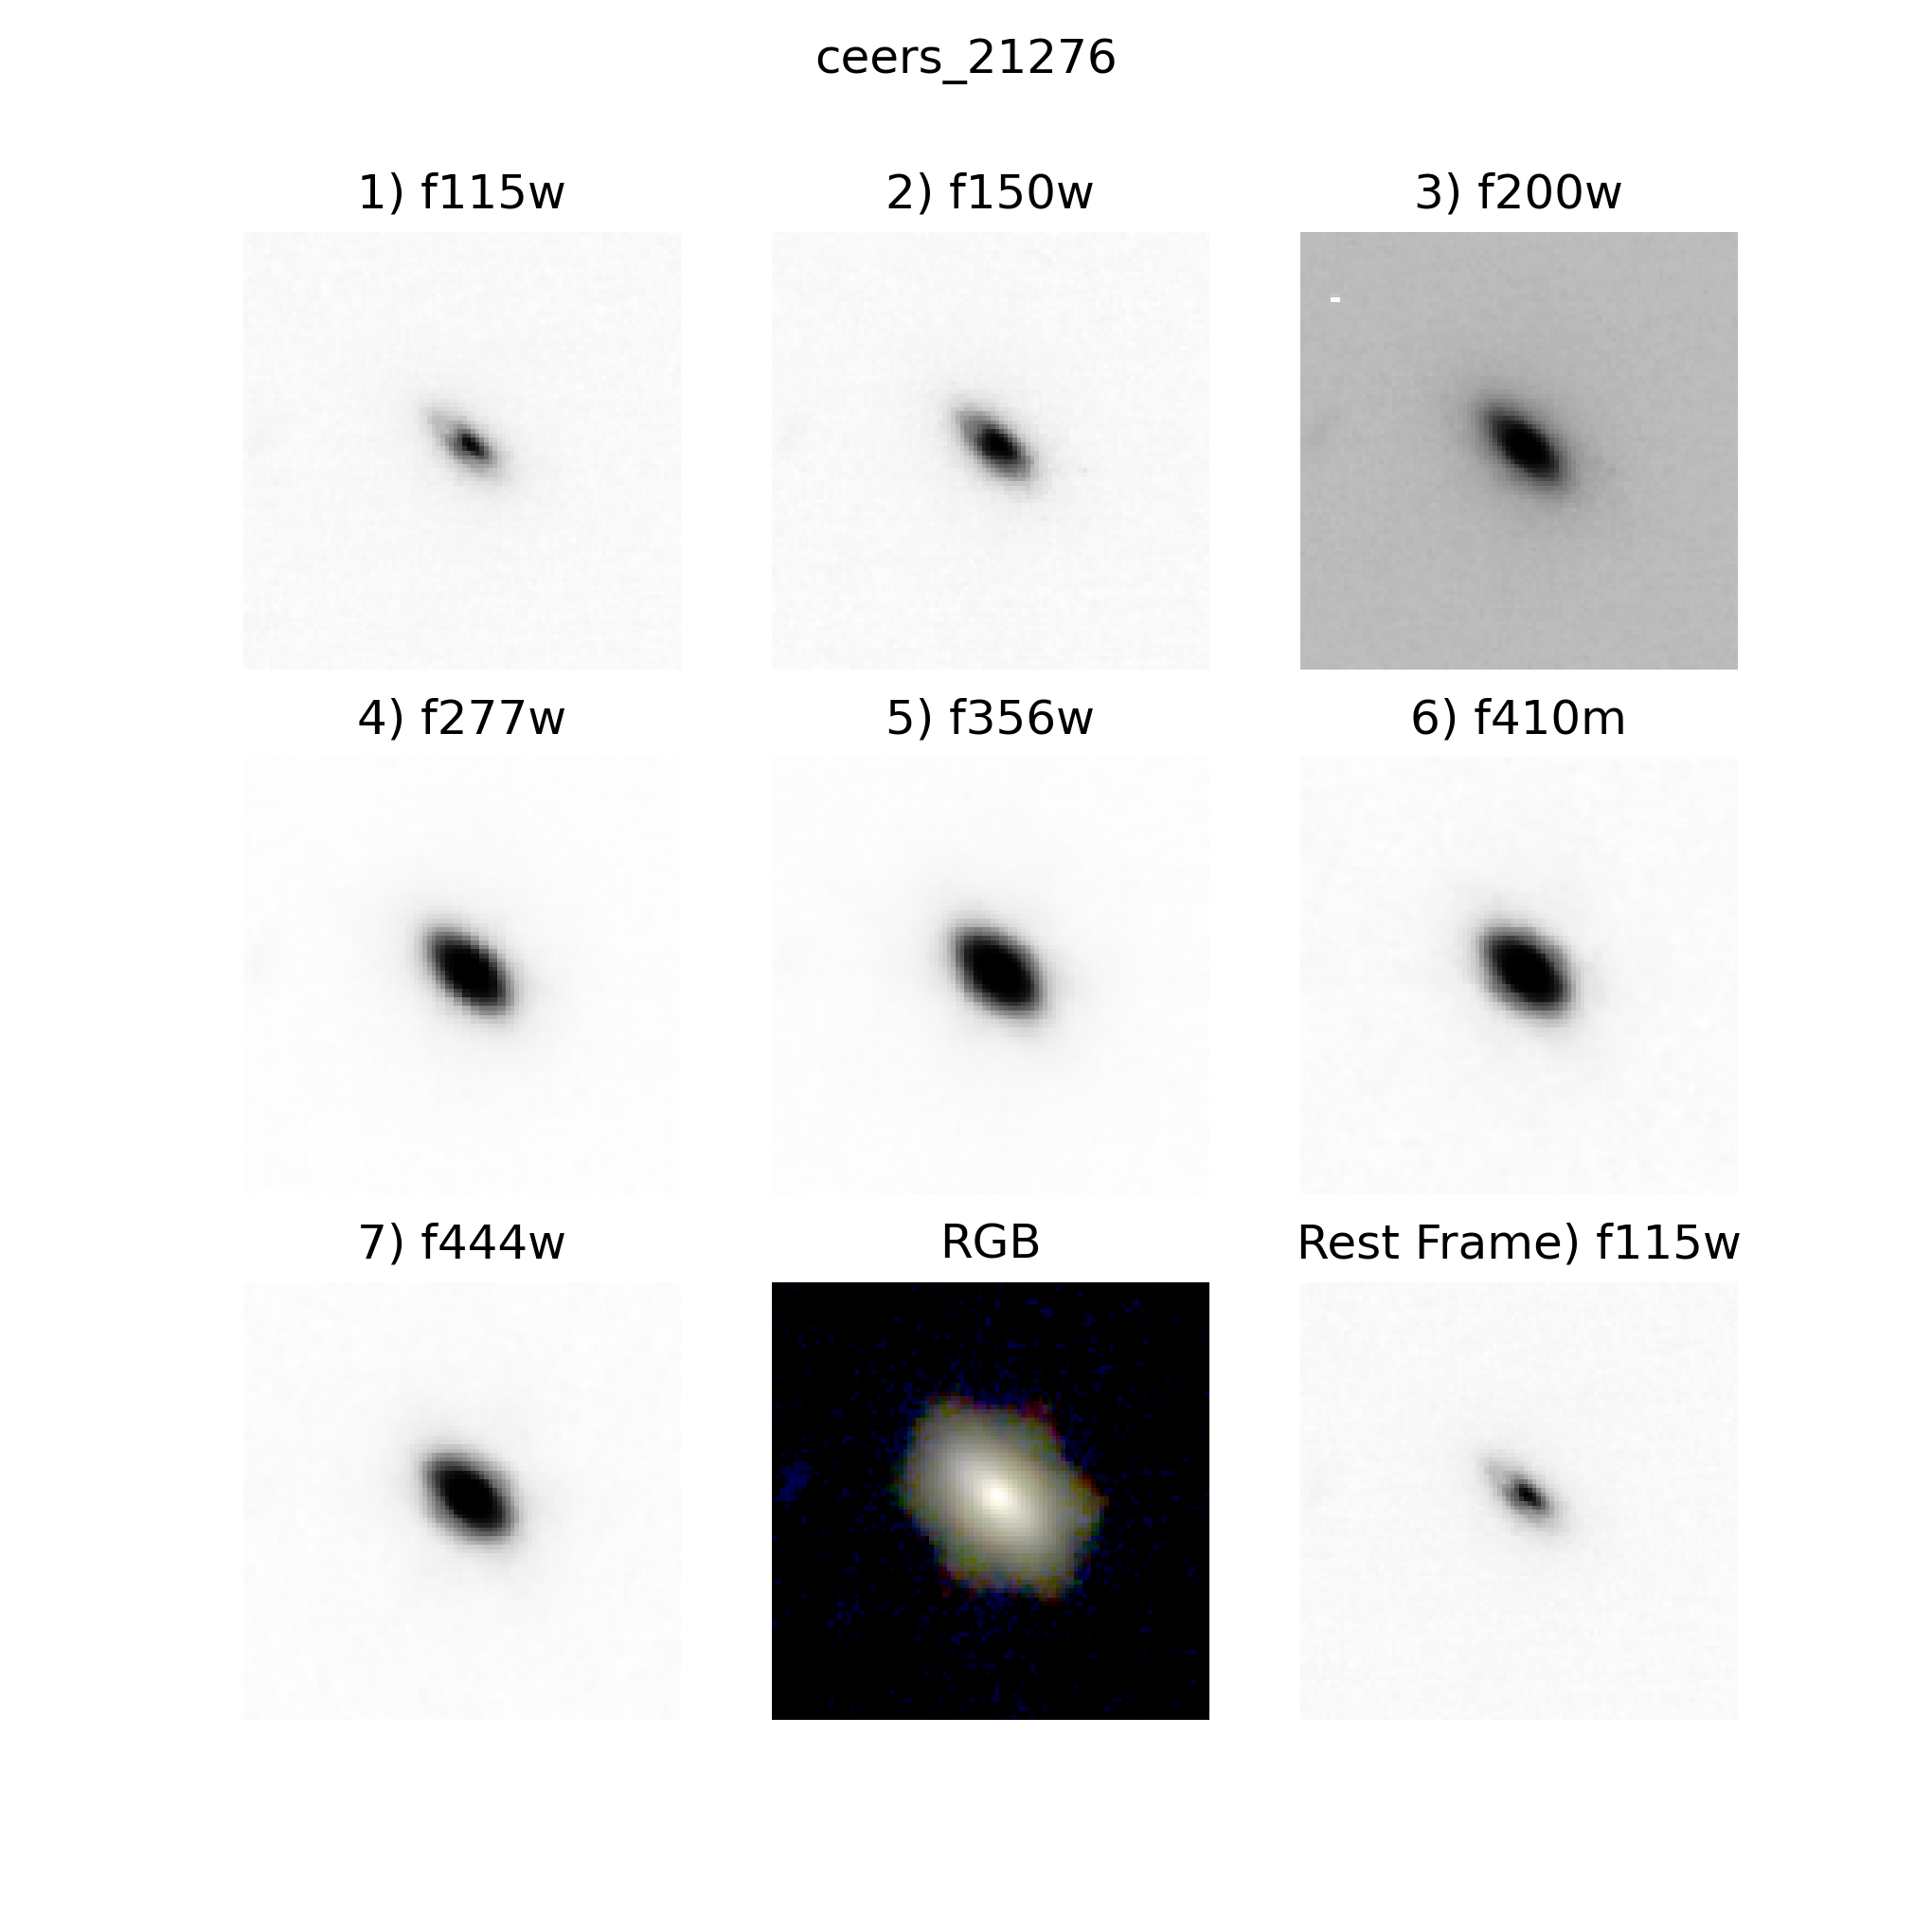 ceers_21276
1) f115w
2) f150w
3) f200w
4) f277w
5) f356w
6) f410m
7) f444w
RGB
Rest Frame) f115w